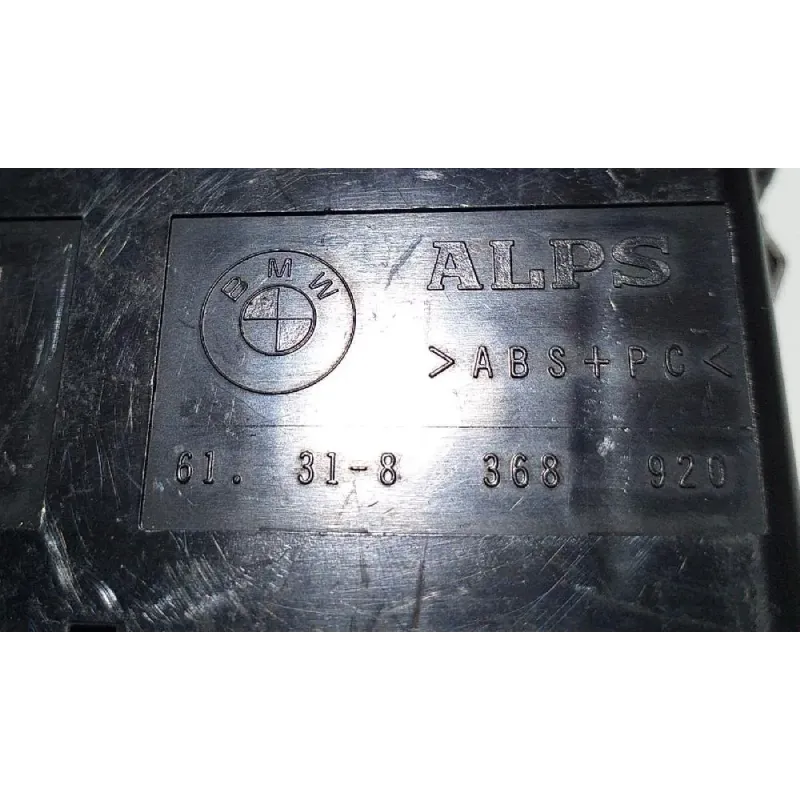 BMW
ALPS
>ABS+PC<
61. 31-8 368 920